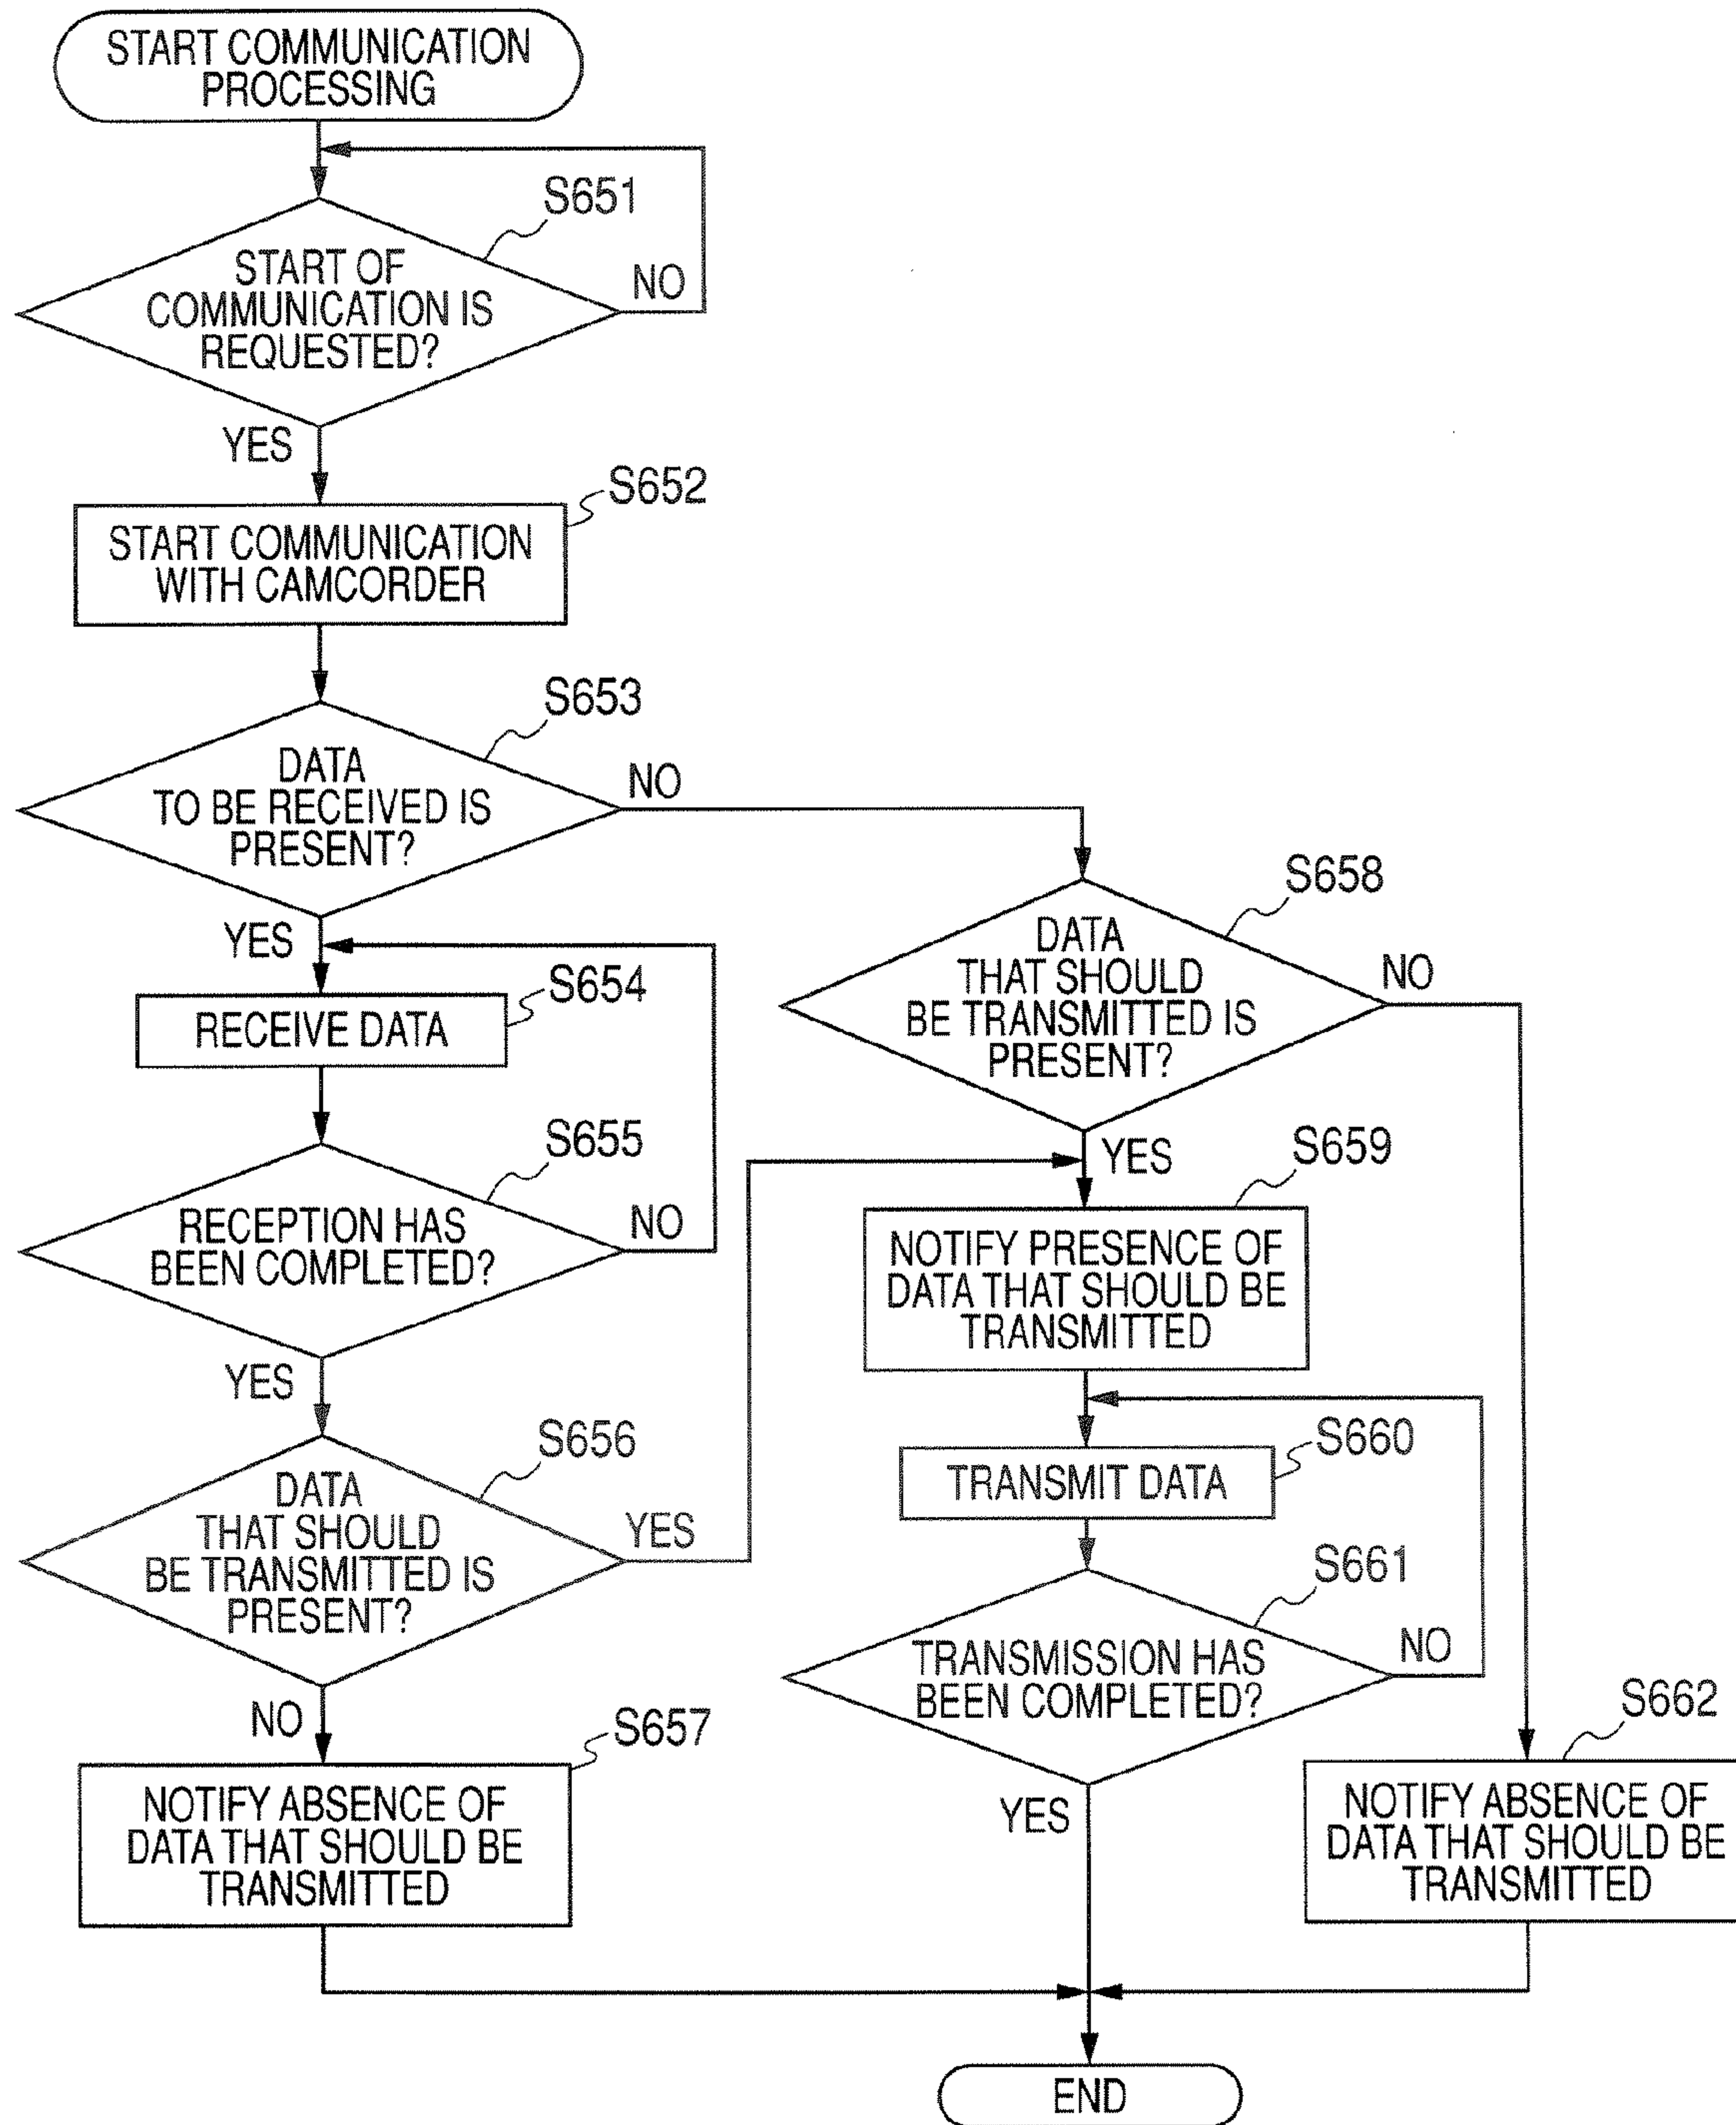 START COMMUNICATION
PROCESSING
S651
START OF
COMMUNICATION IS
REQUESTED?
NO
YES
S652
START COMMUNICATION
WITH CAMCORDER
S653
DATA
TO BE RECEIVED IS
PRESENT?
NO
YES
S654
RECEIVE DATA
S655
RECEPTION HAS
BEEN COMPLETED?
NO
YES
S656
DATA
THAT SHOULD
BE TRANSMITTED IS
PRESENT?
YES
NO
S657
NOTIFY ABSENCE OF
DATA THAT SHOULD BE
TRANSMITTED
S658
DATA
THAT SHOULD
BE TRANSMITTED IS
PRESENT?
NO
YES
S659
NOTIFY PRESENCE OF
DATA THAT SHOULD BE
TRANSMITTED
S660
TRANSMIT DATA
S661
TRANSMISSION HAS
BEEN COMPLETED?
NO
YES
S662
NOTIFY ABSENCE OF
DATA THAT SHOULD BE
TRANSMITTED
END